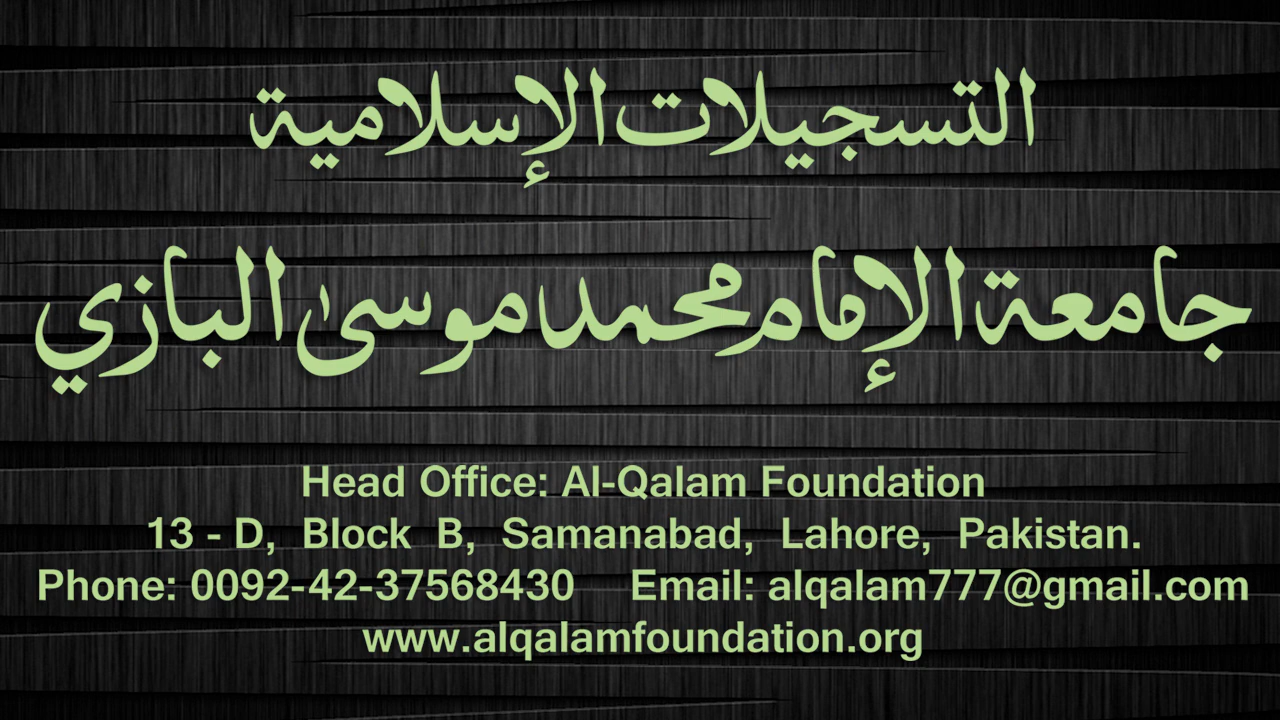 التسجيلات الإسلامية
جامعة الإمام محمد موسىٰ البازي
Head Office: Al-Qalam Foundation
13 - D, Block B, Samanabad, Lahore, Pakistan.
Phone: 0092-42-37568430 Email: alqalam777@gmail.com
www.alqalamfoundation.org